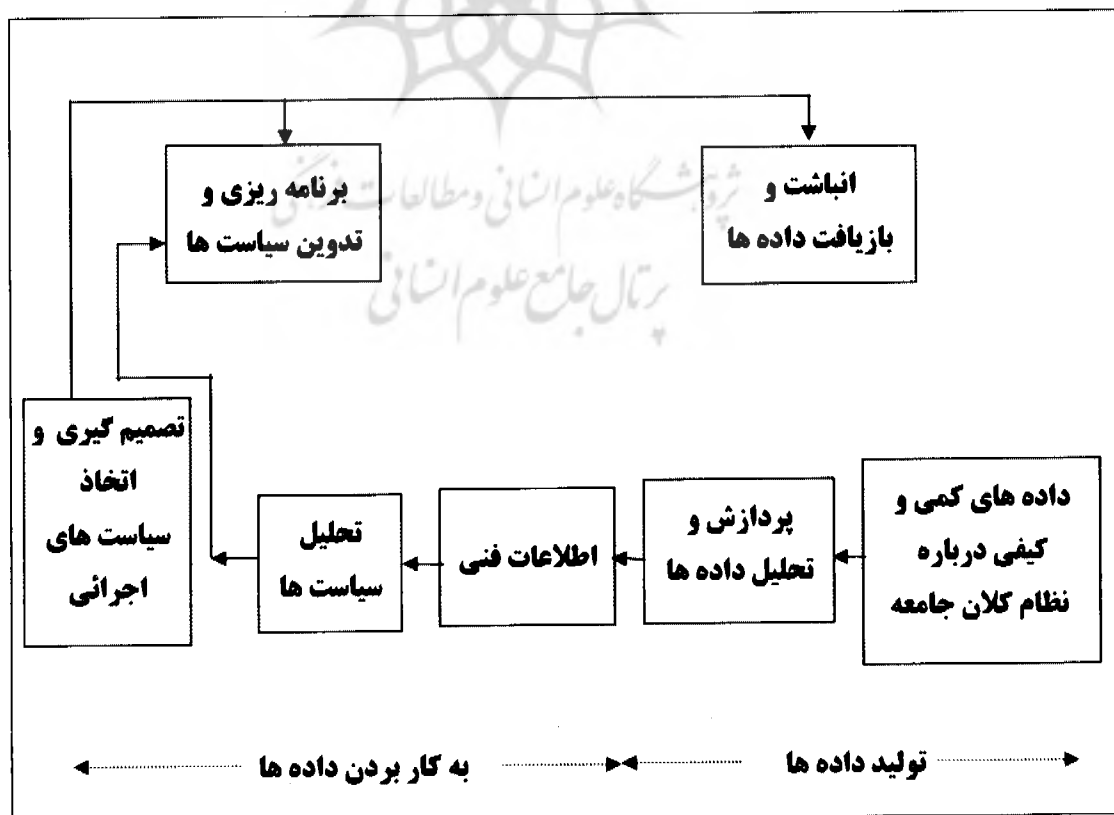 انباشت و
بازیافت داده ها
برنامه ریزی و
تدوین سیاست ها
پژوهشگاه علوم انسانی و مطالعات فرهنگی
پرتال جامع علوم انسانی
داده های کمی و
کیفی درباره
نظام کلان جامعه
پردازش و
تحلیل داده ها
اطلاعات فنی
تحلیل
سیاست ها
تصمیم گیری و
اتخاذ
سیاست های
اجرائی
تولید داده ها
به کار بردن داده ها